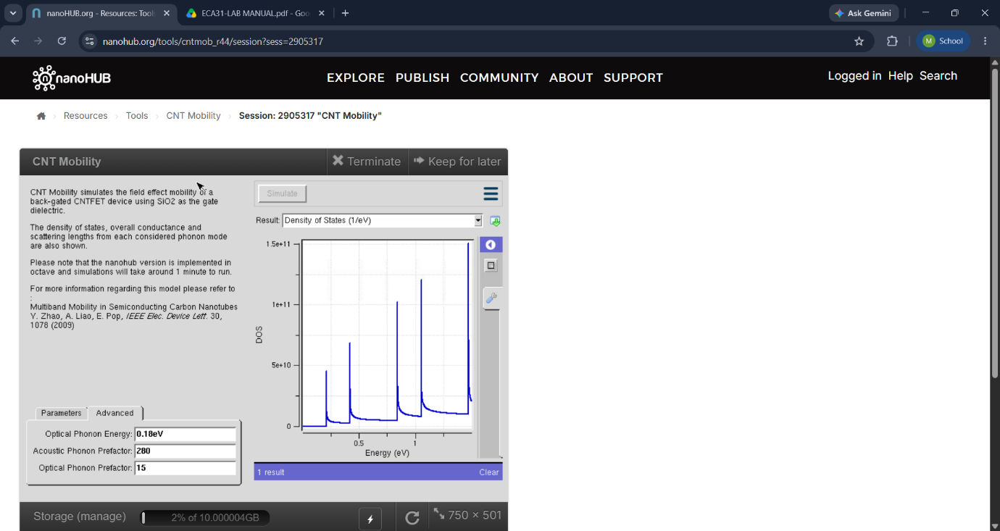 nanoHUB.org - Resources: Tool
ECA31-LAB MANUAL.pdf - Goo
Ask Gemini
nanohub.org/tools/cntmob_r44/session?sess=2905317
M School
nanoHUB
EXPLORE PUBLISH COMMUNITY ABOUT SUPPORT
Logged in Help Search
Resources Tools CNT Mobility Session: 2905317 "CNT Mobility"
CNT Mobility
Terminate
Keep for later
CNT Mobility simulates the field effect mobility of a
back-gated CNTFET device using SiO2 as the gate
dielectric.
The density of states, overall conductance and
scattering lengths from each considered phonon mode
are also shown.
Please note that the nanohub version is implemented in
octave and simulations will take around 1 minute to run.
For more information regarding this model please refer to
:
Multiband Mobility in Semiconducting Carbon Nanotubes
Y. Zhao, A. Liao, E. Pop, IEEE Elec. Device Lett. 30,
1078 (2009)
Parameters Advanced
Optical Phonon Energy: 0.18eV
Acoustic Phonon Prefactor: 280
Optical Phonon Prefactor: 15
Simulate
Result: Density of States (1/eV)
1.5e+11
1e+11
5e+10
0
DOS
0.5 1
Energy (eV)
1 result Clear
Storage (manage) 2% of 10.000004GB
750 × 501